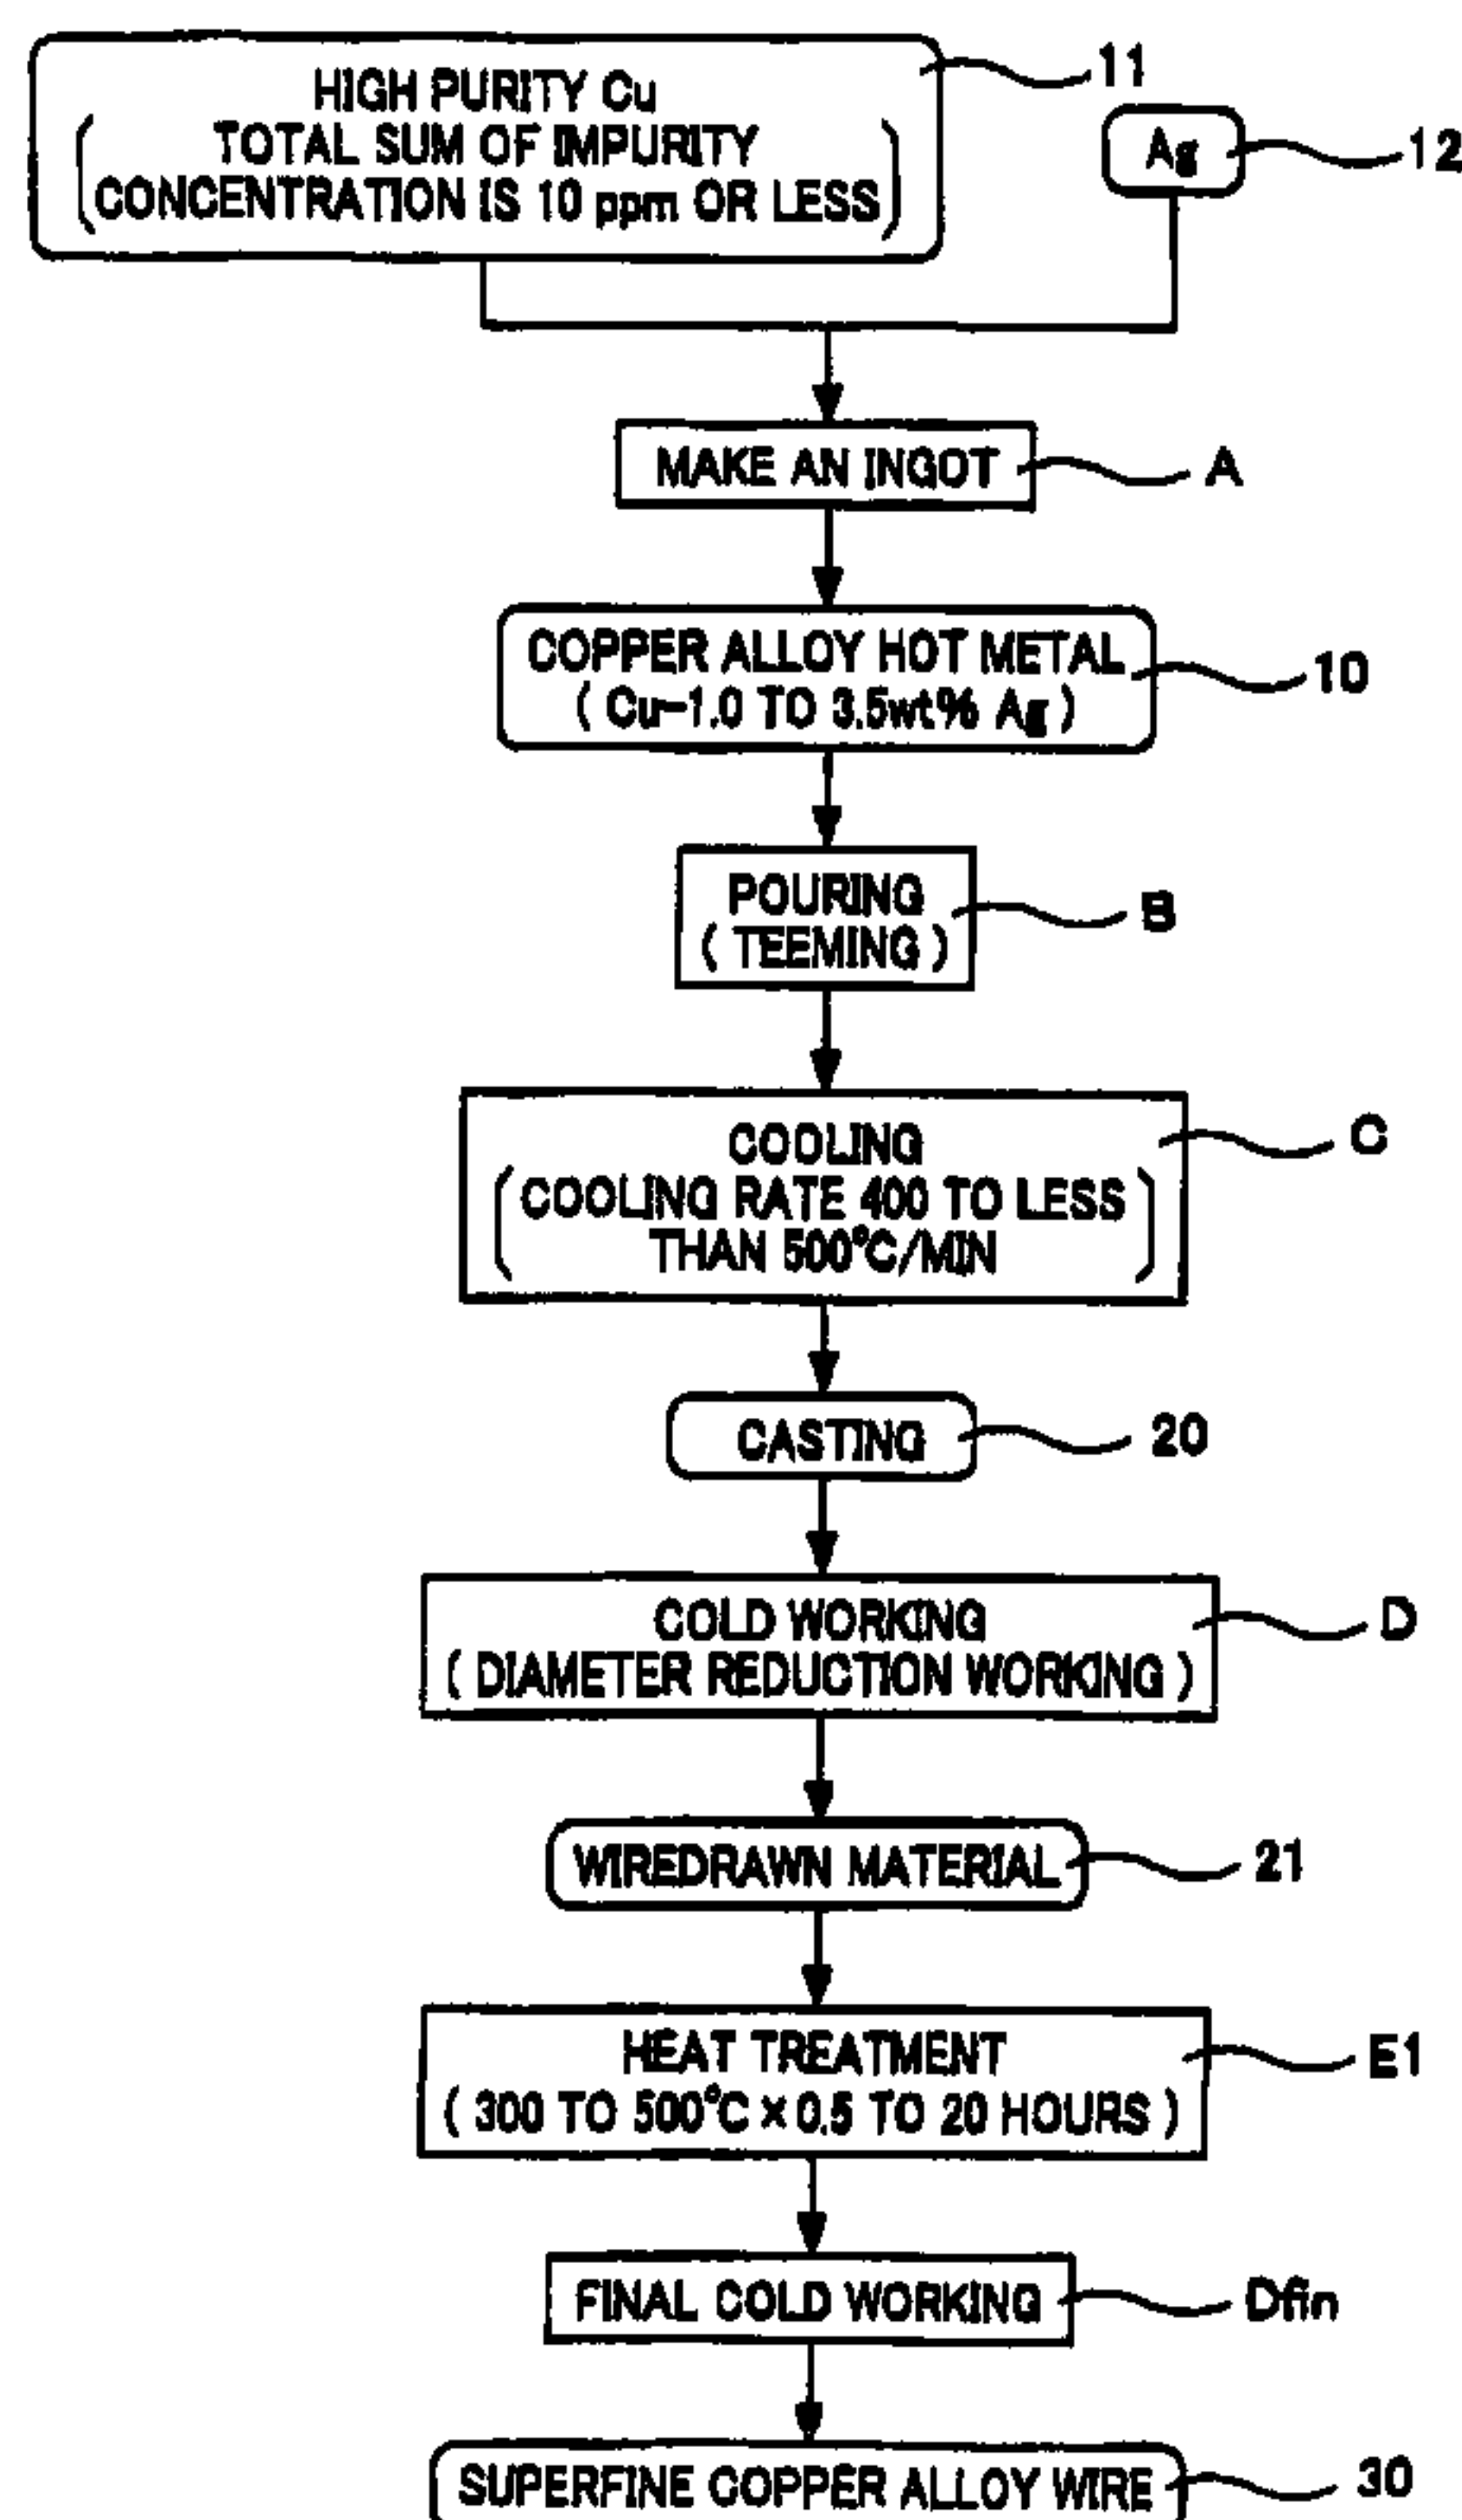 HIGH PURITY Cu
( TOTAL SUM OF IMPURITY
CONCENTRATION IS 10 ppm OR LESS )
11
Ag
12
MAKE AN INGOT
A
COPPER ALLOY HOT METAL
( Cu-1.0 TO 3.5wt% Ag )
10
POURING
( TEEMING )
B
COOLING
( COOLING RATE 400 TO LESS
THAN 500°C/MIN )
C
CASTING
20
COLD WORKING
( DIAMETER REDUCTION WORKING )
D
WIREDRAWN MATERIAL
21
HEAT TREATMENT
( 300 TO 500°C × 0.5 TO 20 HOURS )
E1
FINAL COLD WORKING
Dfin
SUPERFINE COPPER ALLOY WIRE
30